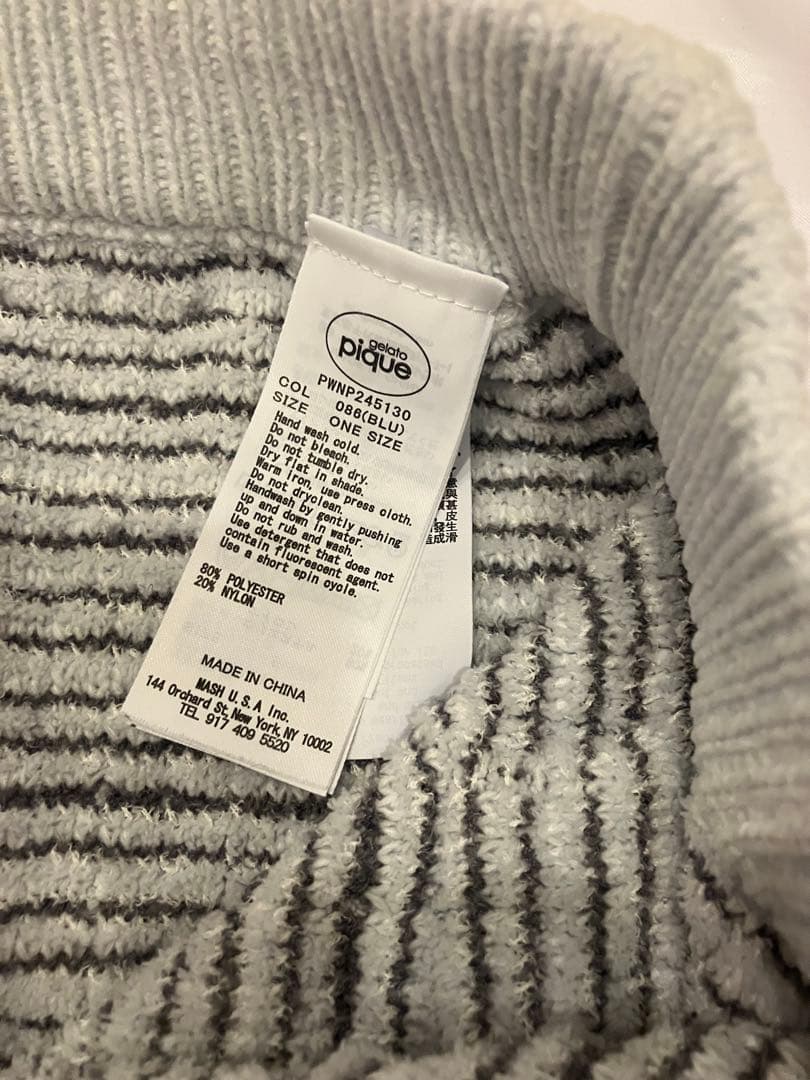 gelato
pique
PWNP245130
COL 086(BLU)
SIZE ONE SIZE
Hand wash cold.
Do not bleach.
Do not tumble dry.
Dry flat in shade.
Warm iron, use press cloth.
Do not dryclean.
Handwash by gently pushing
up and down in water.
Do not rub and wash.
Use detergent that does not
contain fluorescent agent.
Use a short spin cycle.
80% POLYESTER
20% NYLON
MADE IN CHINA
MASH U.S.A Inc.
144 Orchard St, New York, NY 10002
TEL 917 409 5520